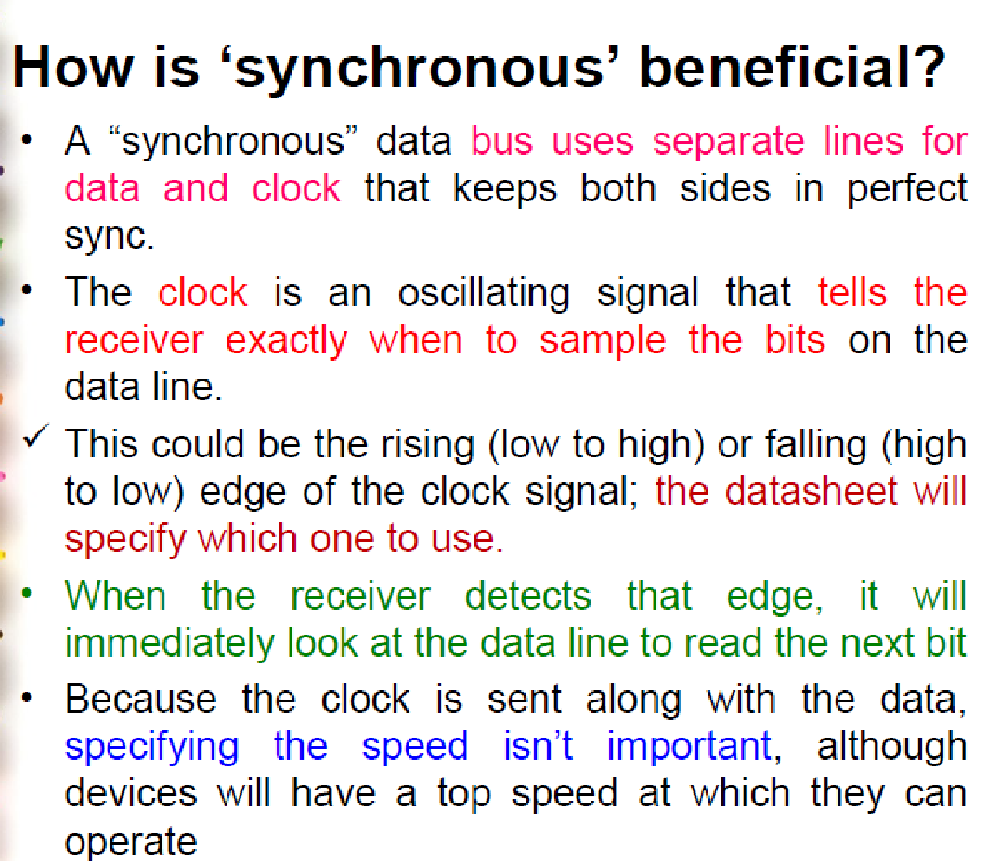 How is ‘synchronous’ beneficial?
• A “synchronous” data bus uses separate lines for
data and clock that keeps both sides in perfect
sync.
• The clock is an oscillating signal that tells the
receiver exactly when to sample the bits on the
data line.
✓ This could be the rising (low to high) or falling (high
to low) edge of the clock signal; the datasheet will
specify which one to use.
• When the receiver detects that edge, it will
immediately look at the data line to read the next bit
• Because the clock is sent along with the data,
specifying the speed isn’t important, although
devices will have a top speed at which they can
operate